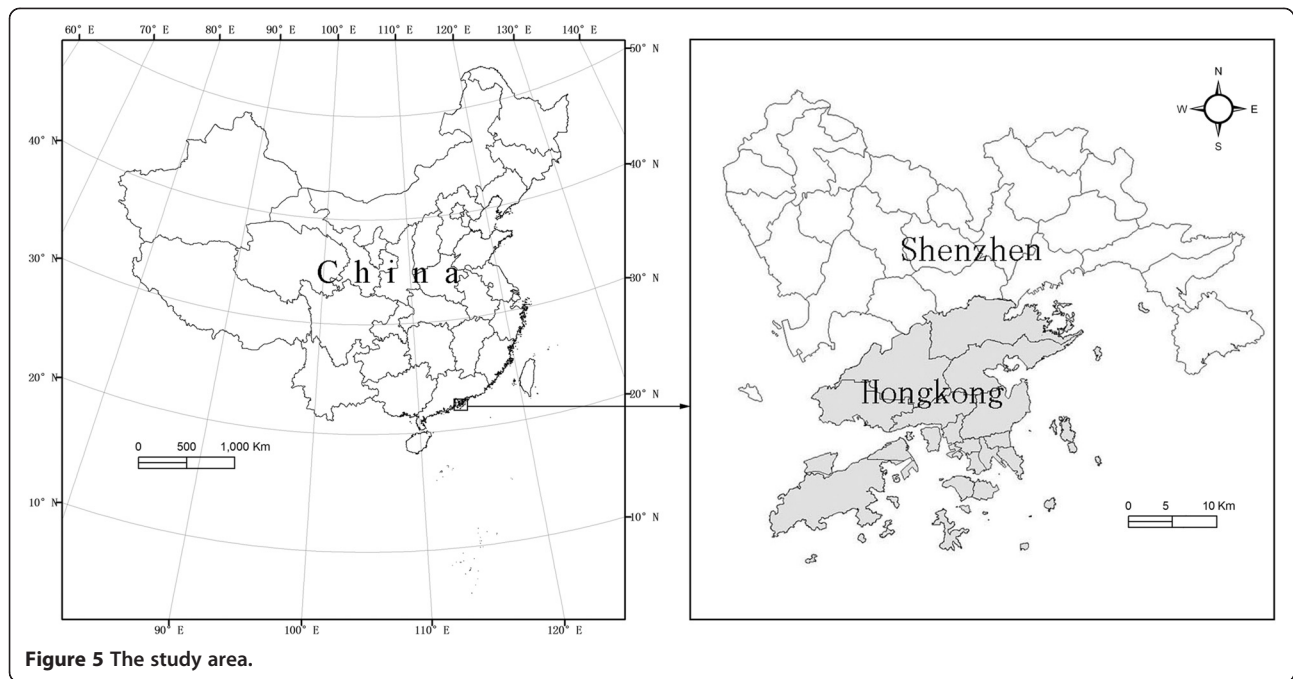 60° E 70° E 80° E 90° E 100° E 110° E 120° E 130° E 140° E
50° N
40° N
40° N
30° N
30° N
20° N
20° N
10° N
10° N
90° E 100° E 110° E 120° E
China
0 500 1,000 Km
N
W E
S
Shenzhen
Hongkong
0 5 10 Km
Figure 5 The study area.